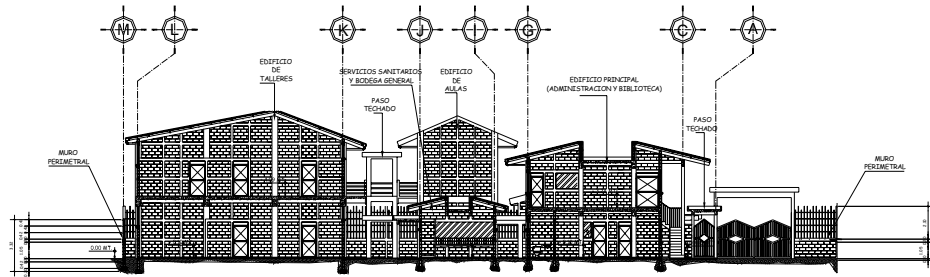 M
L
K
J
I
G
C
A
EDIFICIO
DE
TALLERES
SERVICIOS SANITARIOS
Y BODEGA GENERAL
EDIFICIO
DE
AULAS
EDIFICIO PRINCIPAL
(ADMINISTRACION Y BIBLIOTECA)
PASO
TECHADO
PASO
TECHADO
MURO
PERIMETRAL
MURO
PERIMETRAL
0.00 MT.